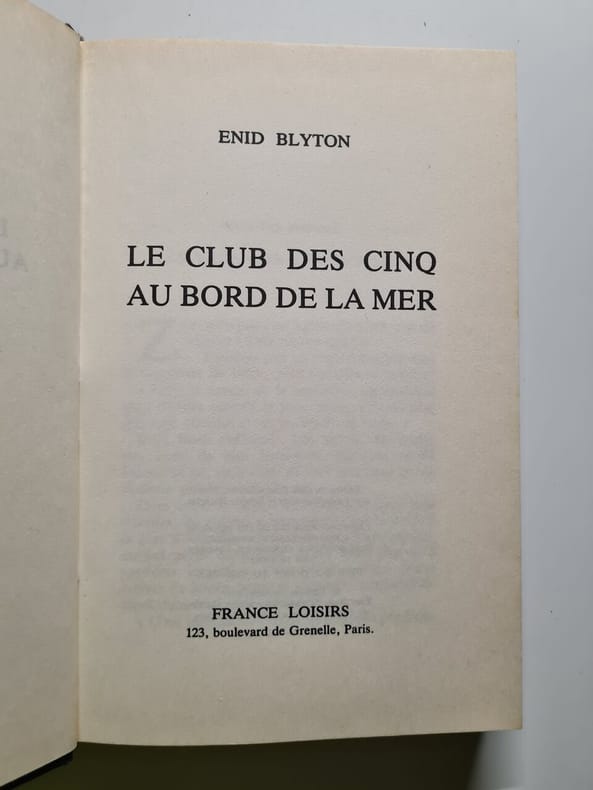 ENID BLYTON
LE CLUB DES CINQ
AU BORD DE LA MER
FRANCE LOISIRS
123, boulevard de Grenelle, Paris.